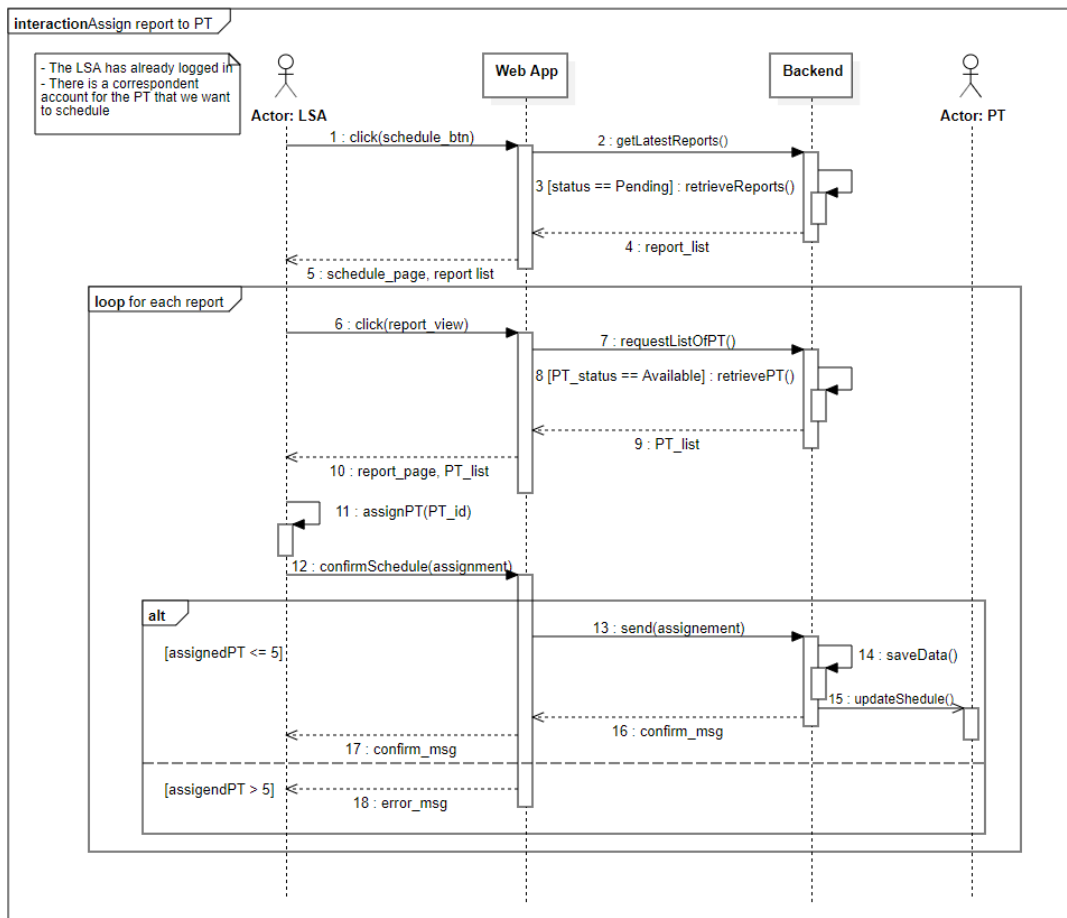 interactionAssign report to PT
- The LSA has already logged in
- There is a correspondent
account for the PT that we want
to schedule
Actor: LSA
Web App
Backend
Actor: PT
1 : click(schedule_btn)
2 : getLatestReports()
3 [status == Pending] : retrieveReports()
4 : report_list
5 : schedule_page, report list
loop for each report
6 : click(report_view)
7 : requestListOfPT()
8 [PT_status == Available] : retrievePT()
9 : PT_list
10 : report_page, PT_list
11 : assignPT(PT_id)
12 : confirmSchedule(assignment)
alt
13 : send(assignement)
[assignedPT <= 5]
14 : saveData()
15 : updateShedule()
16 : confirm_msg
17 : confirm_msg
[assigendPT > 5]
18 : error_msg